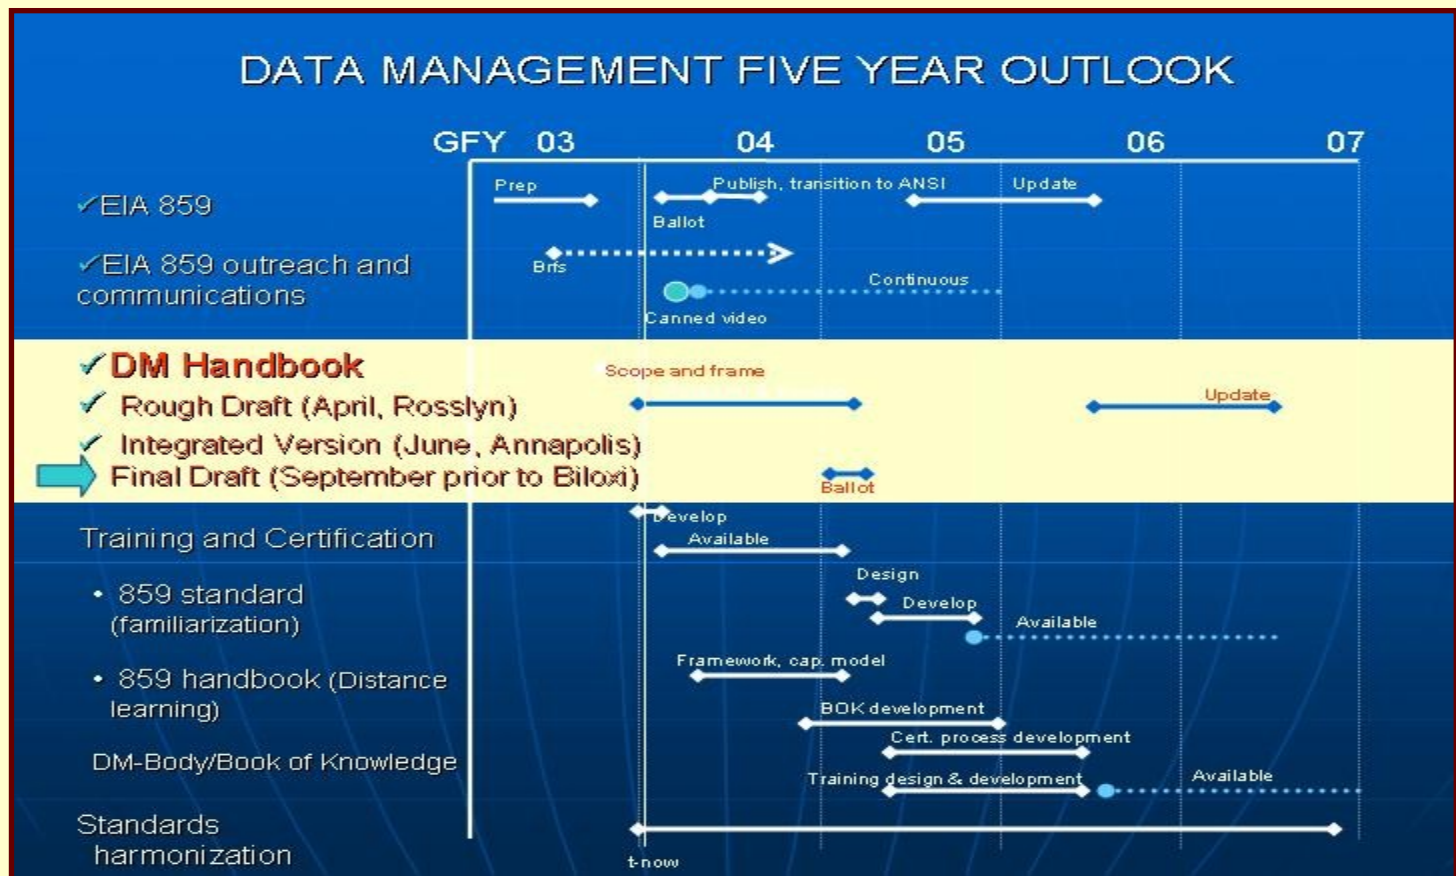 DATA MANAGEMENT FIVE YEAR OUTLOOK
GFY 03 04 05 06 07
✓EIA 859
Prep
Publish, transition to ANSI
Update
Ballot
✓EIA 859 outreach and
communications
Brfs
Continuous
Canned video
✓ DM Handbook
Scope and frame
✓ Rough Draft (April, Rosslyn)
Update
✓ Integrated Version (June, Annapolis)
Final Draft (September prior to Biloxi)
Ballot
Training and Certification
Develop
Available
• 859 standard
(familiarization)
Design
Develop
Available
• 859 handbook (Distance
learning)
Framework, cap. model
BOK development
DM-Body/Book of Knowledge
Cert. process development
Training design & development
Available
Standards
harmonization
t-now